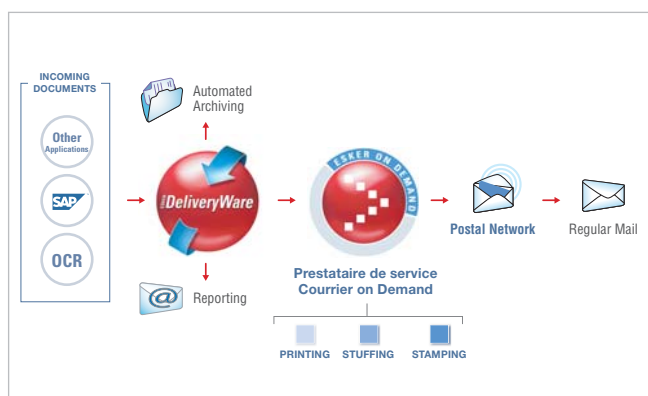 INCOMING
DOCUMENTS
Other
Applications
SAP
OCR
Automated
Archiving
DeliveryWare
Reporting
ESKER ON DEMAND
Prestataire de service
Courrier on Demand
PRINTING
STUFFING
STAMPING
Postal Network
Regular Mail